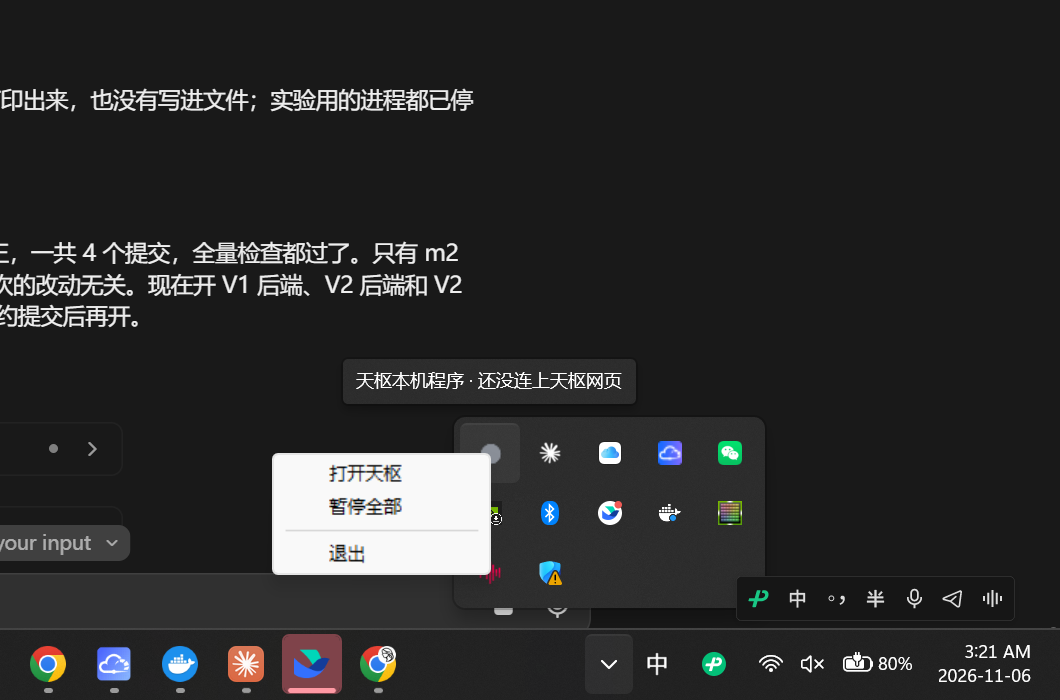 印出来，也没有写进文件；实验用的进程都已停
，一共 4 个提交，全量检查都过了。只有 m2
的改动无关。现在开 V1 后端、V2 后端和 V2
约提交后再开。
天枢本机程序 · 还没连上天枢网页
打开天枢
暂停全部
退出
your input
中 半
中
80%
3:21 AM
2026-11-06